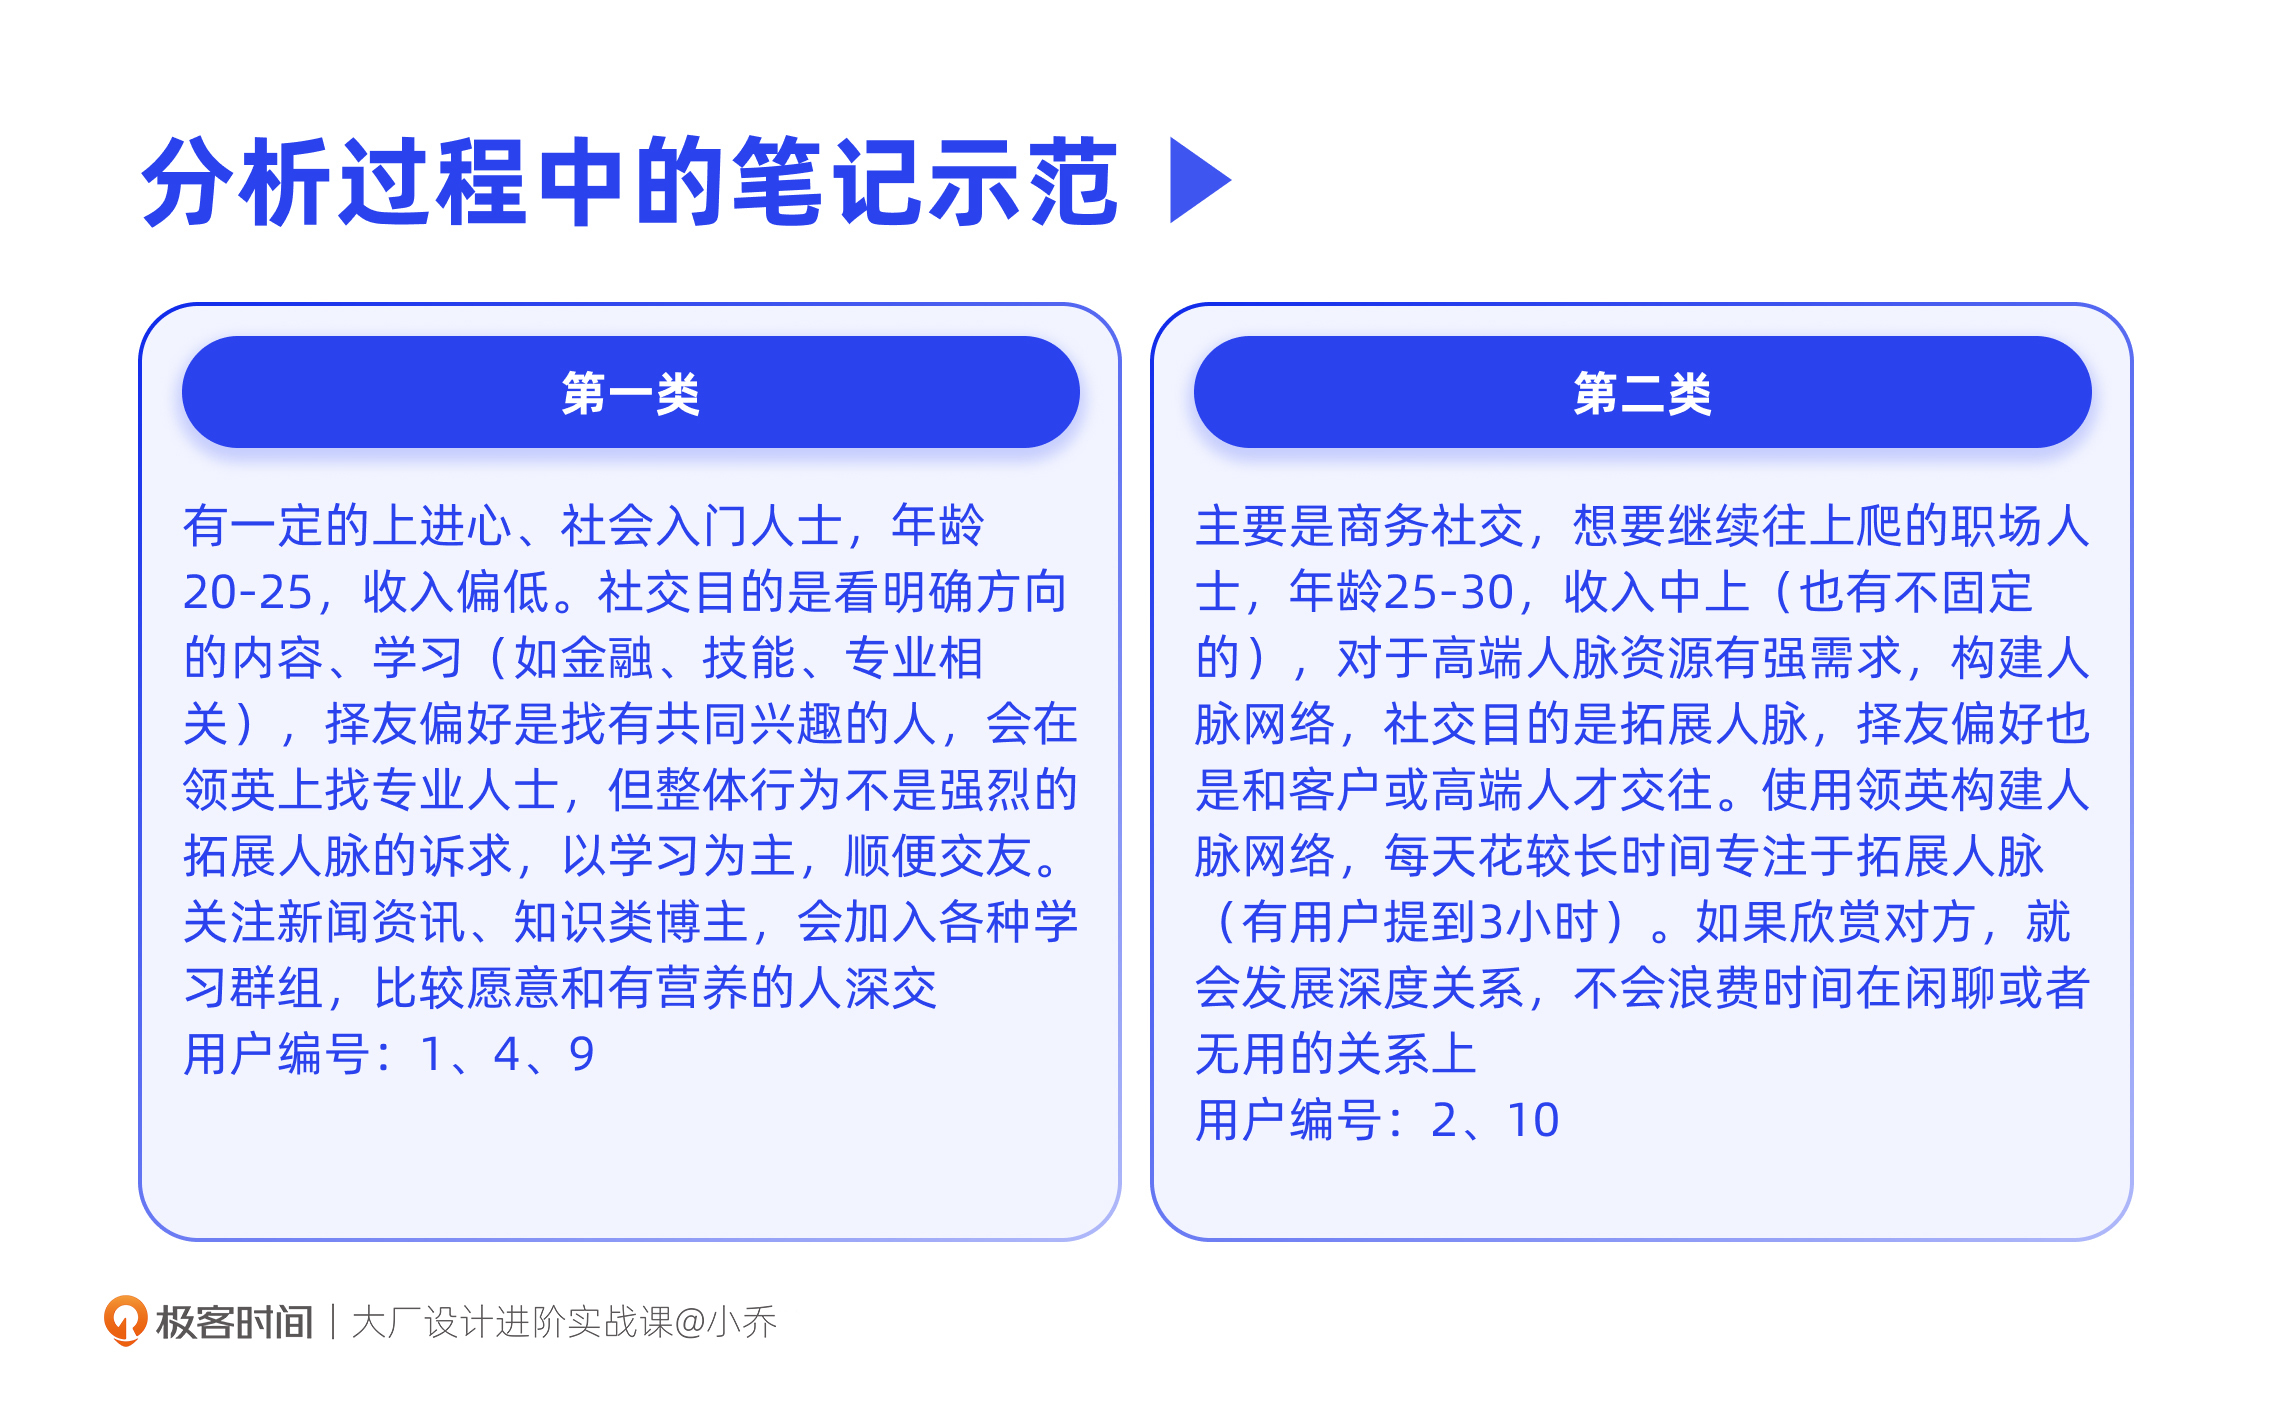 分析过程中的笔记示范
第一类
有一定的上进心、社会入门人士，年龄
20-25，收入偏低。社交目的是看明确方向
的内容、学习（如金融、技能、专业相
关），择友偏好是找有共同兴趣的人，会在
领英上找专业人士，但整体行为不是强烈的
拓展人脉的诉求，以学习为主，顺便交友。
关注新闻资讯、知识类博主，会加入各种学
习群组，比较愿意和有营养的人深交
用户编号：1、4、9
第二类
主要是商务社交，想要继续往上爬的职场人
士，年龄25-30，收入中上（也有不固定
的），对于高端人脉资源有强需求，构建人
脉网络，社交目的是拓展人脉，择友偏好也
是和客户或高端人才交往。使用领英构建人
脉网络，每天花较长时间专注于拓展人脉
（有用户提到3小时）。如果欣赏对方，就
会发展深度关系，不会浪费时间在闲聊或者
无用的关系上
用户编号：2、10
极客时间｜大厂设计进阶实战课@小乔